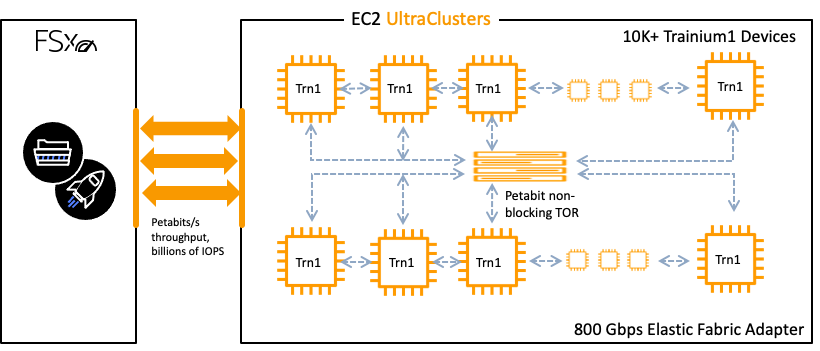 EC2 UltraClusters
FSx
10K+ Trainium1 Devices
Trn1
Trn1
Trn1
Trn1
Petabit non-
blocking TOR
Petabits/s
throughput,
billions of IOPS
Trn1
Trn1
Trn1
Trn1
800 Gbps Elastic Fabric Adapter